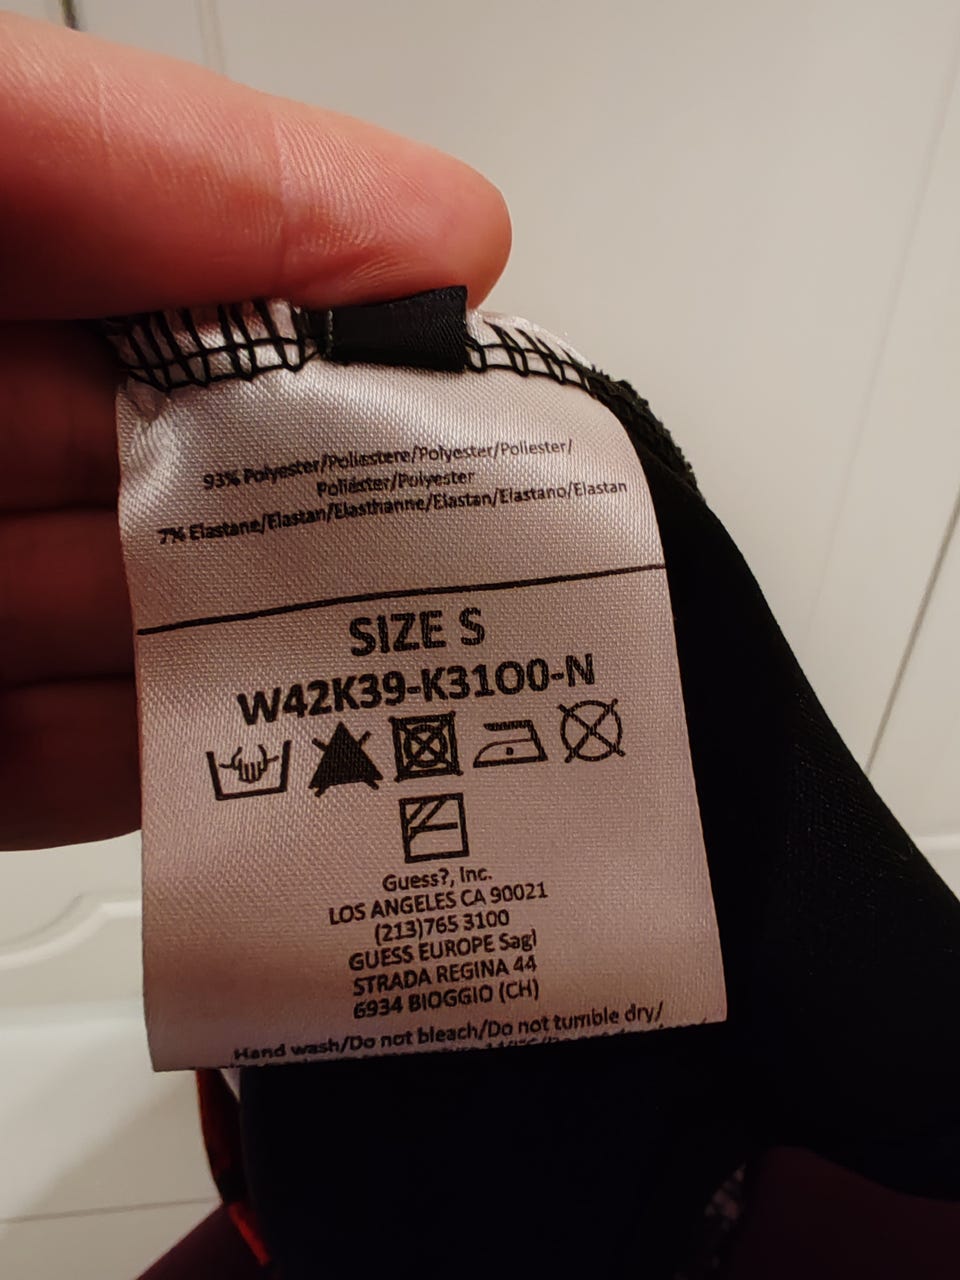 93% Polyester/Poliestere/Polyester/Poliester/
Poliéster/Polyester
7% Elastane/Elastan/Elasthanne/Elastan/Elastano/Elastan
SIZE S
W42K39-K31O0-N
Guess?, Inc.
LOS ANGELES CA 90021
(213)765 3100
GUESS EUROPE Sagl
STRADA REGINA 44
6934 BIOGGIO (CH)
Hand wash/Do not bleach/Do not tumble dry/